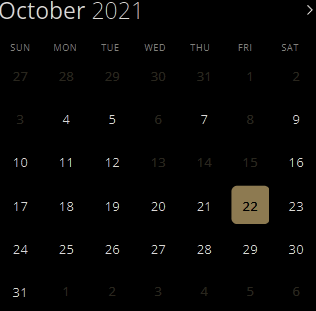 October 2021 >
SUN MON TUE WED THU FRI SAT
27 28 29 30 31 1 2
3 4 5 6 7 8 9
10 11 12 13 14 15 16
17 18 19 20 21 22 23
24 25 26 27 28 29 30
31 1 2 3 4 5 6